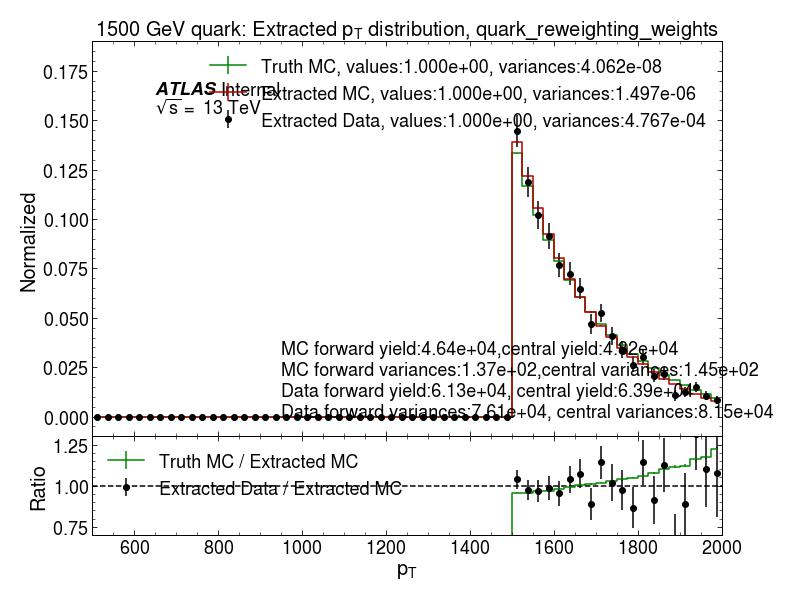 1500 GeV quark: Extracted pT distribution, quark_reweighting_weights
Truth MC, values:1.000e+00, variances:4.062e-08
ATLAS Internal
Extracted MC, values:1.000e+00, variances:1.497e-06
√s = 13 TeV
Extracted Data, values:1.000e+00, variances:4.767e-04
Normalized
0.175
0.150
0.125
0.100
0.075
0.050
0.025
0.000
MC forward yield:4.64e+04,central yield:4.82e+04
MC forward variances:1.37e+02,central variances:1.45e+02
Data forward yield:6.13e+04, central yield:6.39e+04
Data forward variances:7.61e+04, central variances:8.15e+04
Ratio
1.25
1.00
0.75
Truth MC / Extracted MC
Extracted Data / Extracted MC
600 800 1000 1200 1400 1600 1800 2000
pT